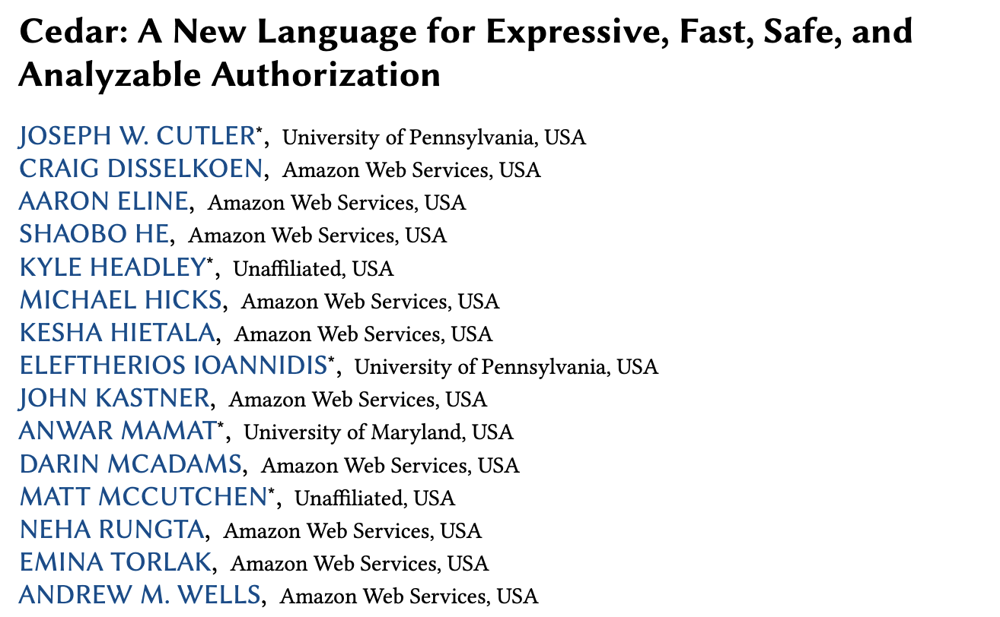 Cedar: A New Language for Expressive, Fast, Safe, and
Analyzable Authorization
JOSEPH W. CUTLER*, University of Pennsylvania, USA
CRAIG DISSELKOEN, Amazon Web Services, USA
AARON ELINE, Amazon Web Services, USA
SHAOBO HE, Amazon Web Services, USA
KYLE HEADLEY*, Unaffiliated, USA
MICHAEL HICKS, Amazon Web Services, USA
KESHA HIETALA, Amazon Web Services, USA
ELEFTHERIOS IOANNIDIS*, University of Pennsylvania, USA
JOHN KASTNER, Amazon Web Services, USA
ANWAR MAMAT*, University of Maryland, USA
DARIN MCADAMS, Amazon Web Services, USA
MATT MCCUTCHEN*, Unaffiliated, USA
NEHA RUNGTA, Amazon Web Services, USA
EMINA TORLAK, Amazon Web Services, USA
ANDREW M. WELLS, Amazon Web Services, USA